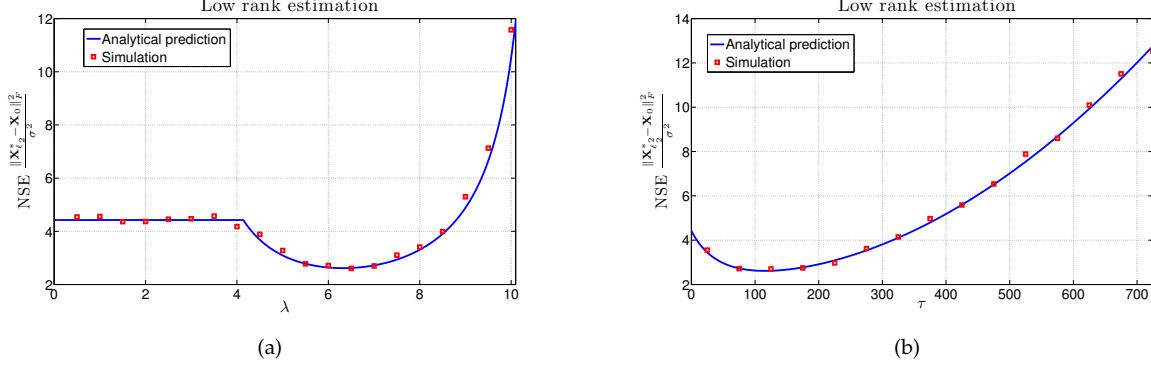 Low rank estimation
NSE ‖X*ℓ2−X0‖²F / σ²
12
10
8
6
4
2
Analytical prediction
Simulation
0 2 4 6 8 10
λ
(a)
Low rank estimation
NSE ‖X*ℓ2−X0‖²F / σ²
14
12
10
8
6
4
2
Analytical prediction
Simulation
0 100 200 300 400 500 600 700
τ
(b)